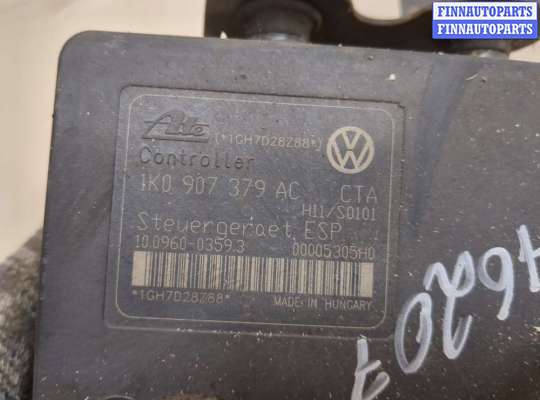 FINNAUTOPARTS
FINNAUTOPARTS
Ate (*1GH7D28Z88*)
Controller
1K0 907 379 AC CTA
H11/S0101
Steuergeraet ESP
10.0960-0359.3 00005305H0
*1GH7D28Z88* MADE IN HUNGARY
46207